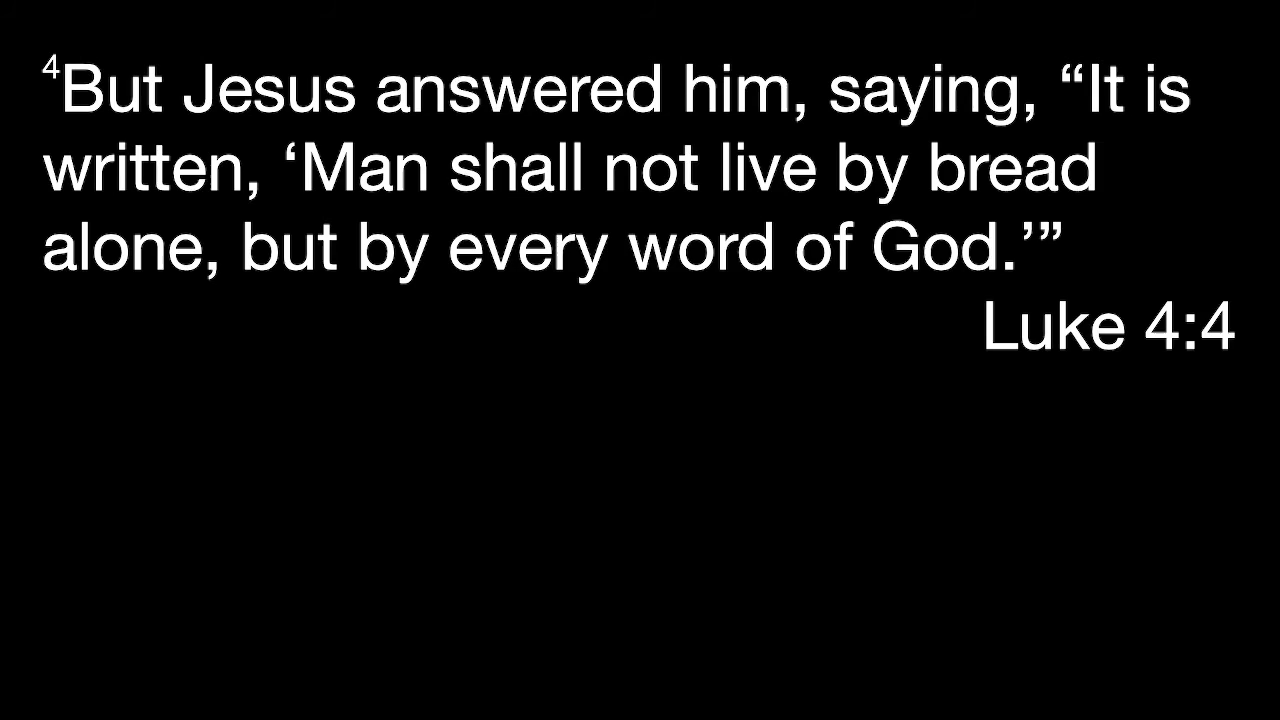 ⁴But Jesus answered him, saying, “It is
written, ‘Man shall not live by bread
alone, but by every word of God.’”
Luke 4:4